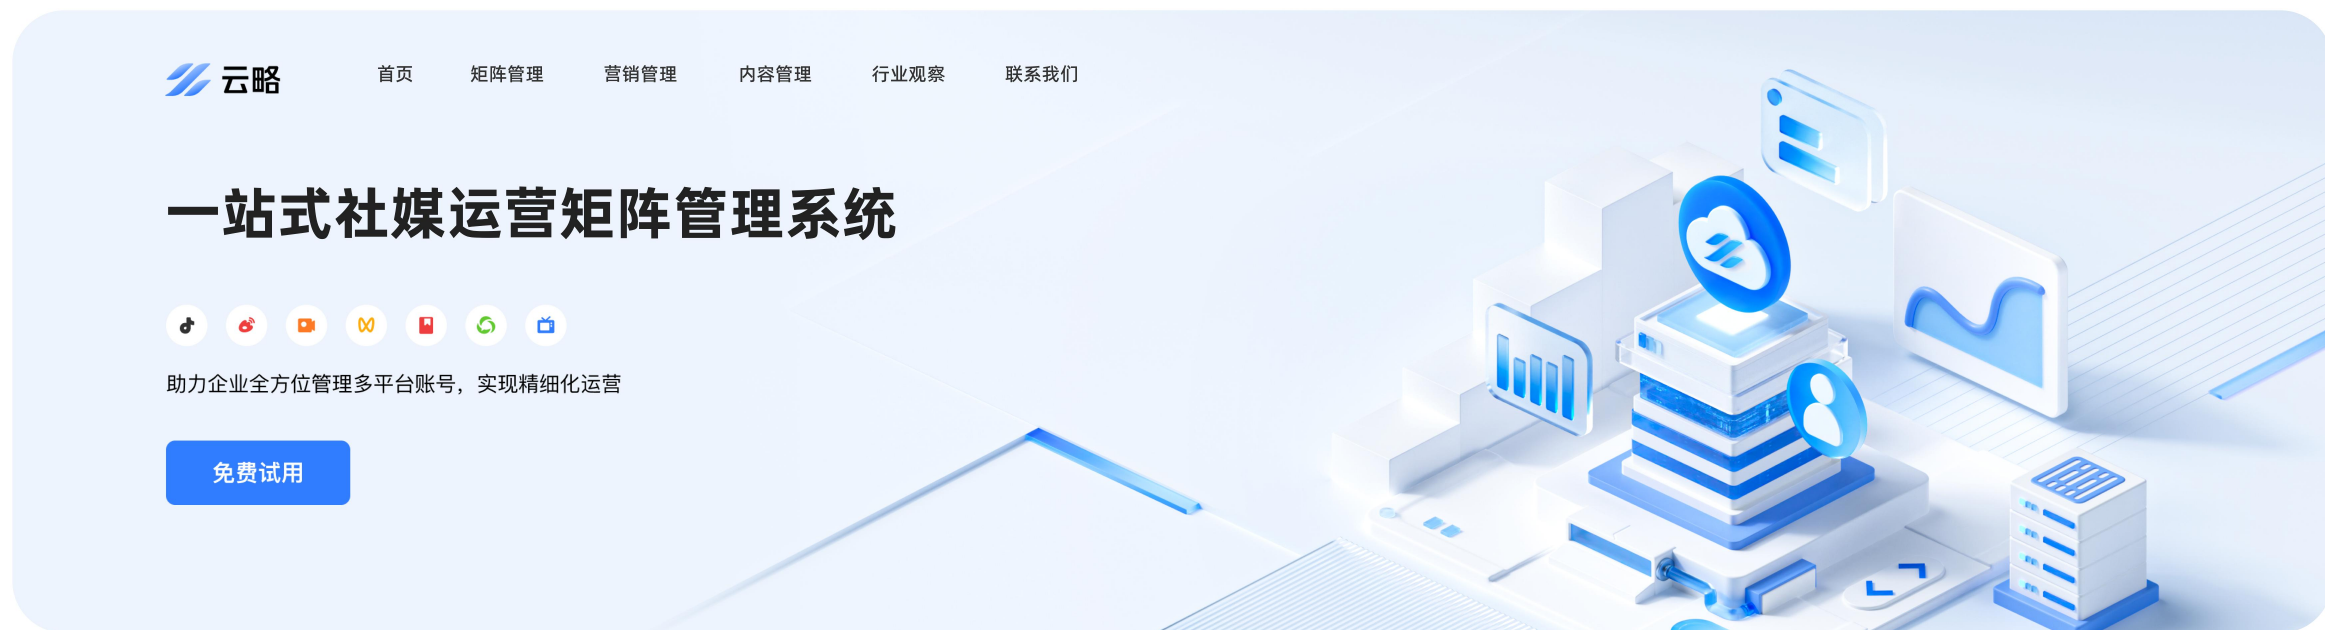 云略
首页 矩阵管理 营销管理 内容管理 行业观察 联系我们
一站式社媒运营矩阵管理系统
助力企业全方位管理多平台账号，实现精细化运营
免费试用